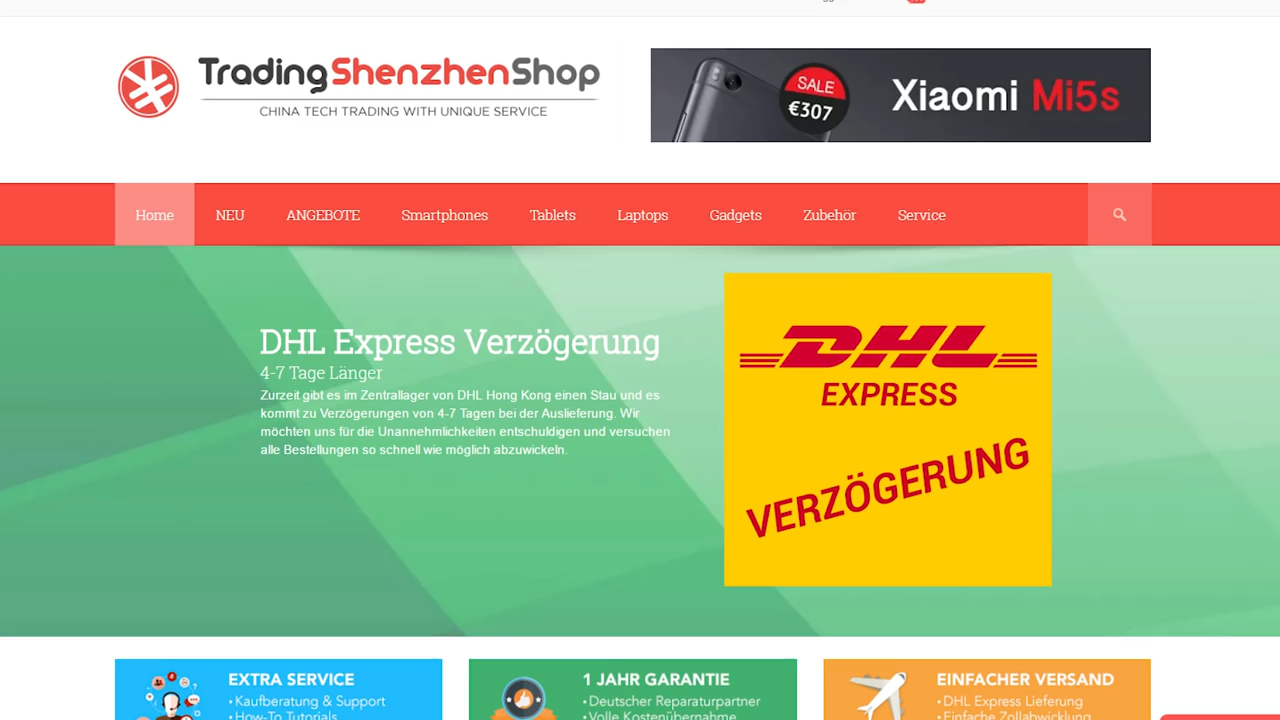 TradingShenzhenShop
CHINA TECH TRADING WITH UNIQUE SERVICE
SALE
€307
Xiaomi Mi5s
Home NEU ANGEBOTE Smartphones Tablets Laptops Gadgets Zubehör Service
DHL Express Verzögerung
4-7 Tage Länger
Zurzeit gibt es im Zentrallager von DHL Hong Kong einen Stau und es
kommt zu Verzögerungen von 4-7 Tagen bei der Auslieferung. Wir
möchten uns für die Unannehmlichkeiten entschuldigen und versuchen
alle Bestellungen so schnell wie möglich abzuwickeln.
DHL
EXPRESS
VERZÖGERUNG
EXTRA SERVICE
• Kaufberatung & Support
• How-To Tutorials
1 JAHR GARANTIE
• Deutscher Reparaturpartner
• Volle Kostenübernahme
EINFACHER VERSAND
• DHL Express Lieferung
• Einfache Zollabwicklung